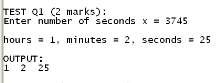 TEST Q1 (2 marks):
Enter number of seconds x = 3745
hours = 1, minutes = 2, seconds = 25
OUTPUT:
1 2 25